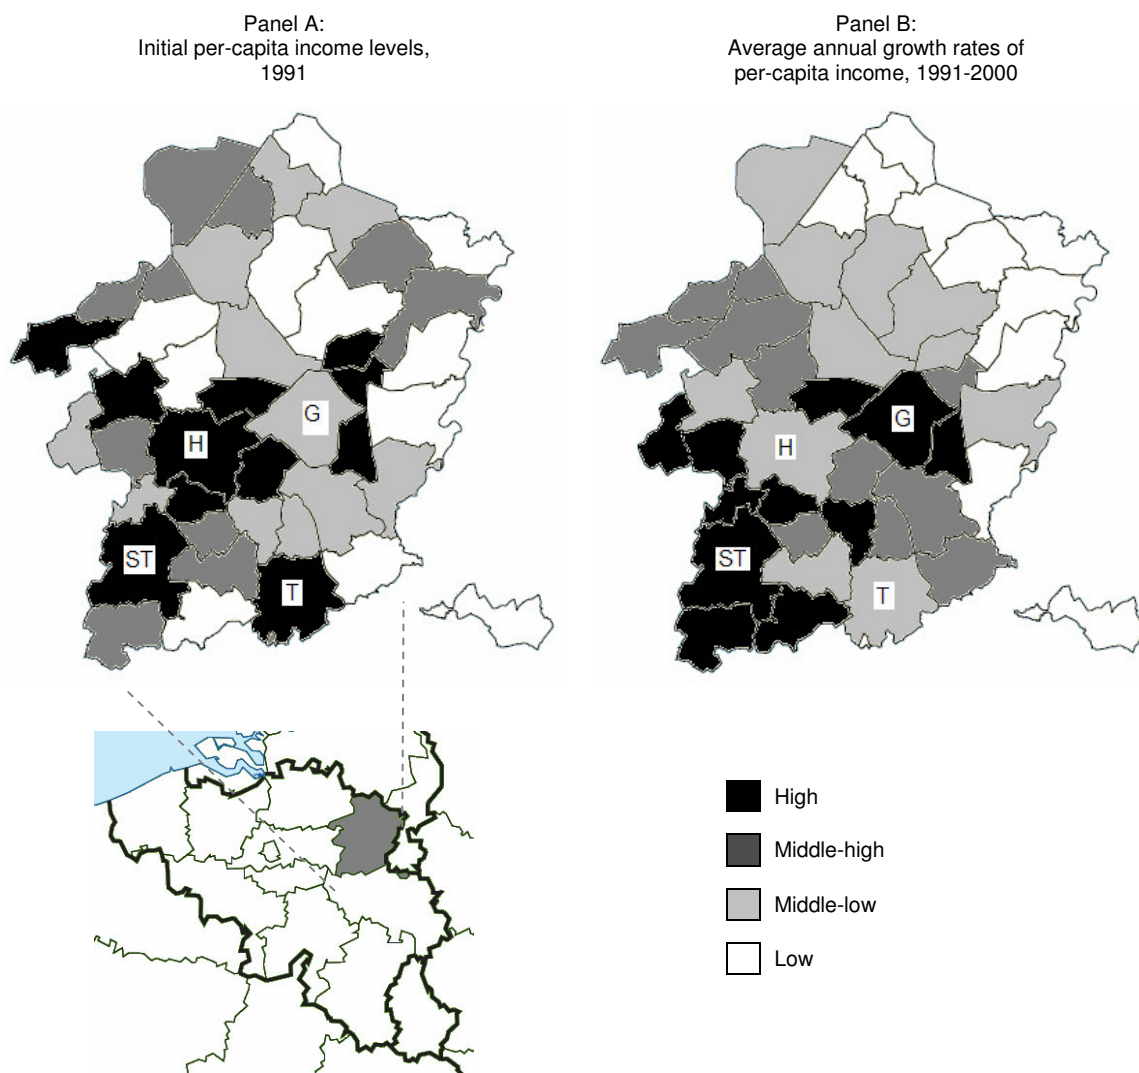 Panel A:
Initial per-capita income levels,
1991
Panel B:
Average annual growth rates of
per-capita income, 1991-2000
G
H
ST
T
G
H
ST
T
High
Middle-high
Middle-low
Low